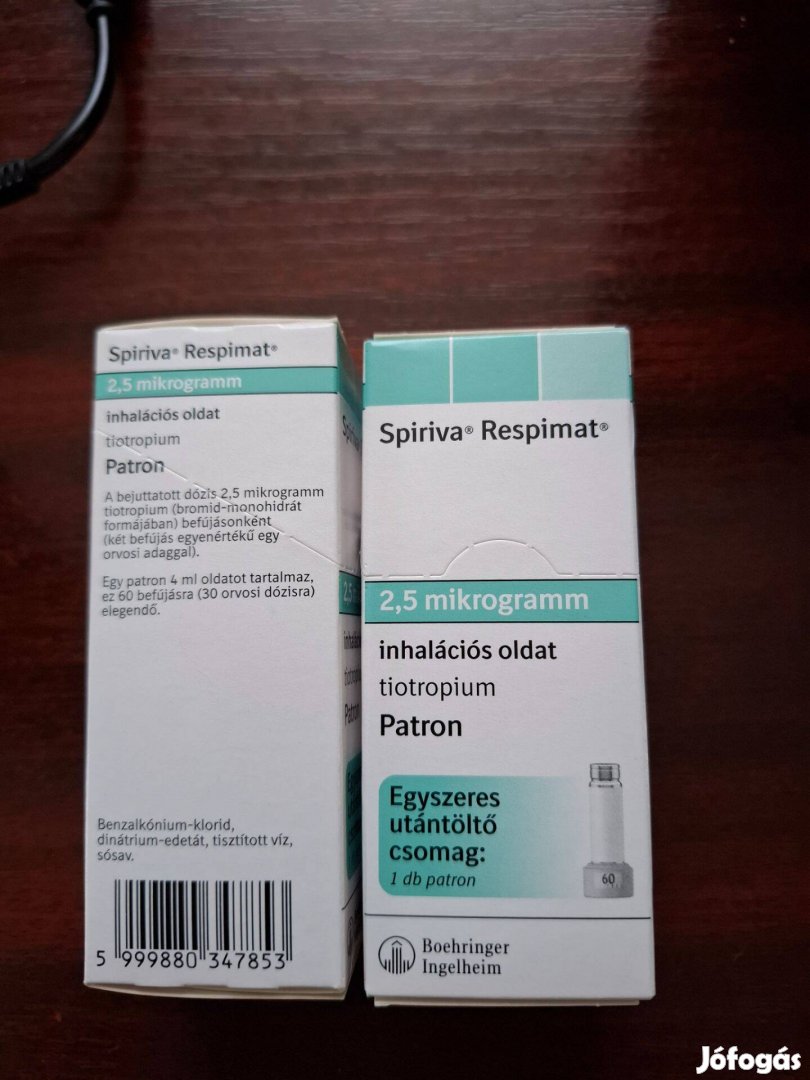 Spiriva® Respimat®
2,5 mikrogramm
inhalációs oldat
tiotropium
Patron
A bejuttatott dózis 2,5 mikrogramm
tiotropium (bromid-monohidrát
formájában) befújásonként
(két befújás egyenértékű egy
orvosi adaggal).
Egy patron 4 ml oldatot tartalmaz,
ez 60 befújásra (30 orvosi dózisra)
elegendő.
Benzalkónium-klorid,
dinátrium-edetát, tisztított víz,
sósav.
5 999880 347853
Spiriva® Respimat®
2,5 mikrogramm
inhalációs oldat
tiotropium
Patron
Egyszeres
utántöltő
csomag:
1 db patron
60
Boehringer
Ingelheim
Jófogás